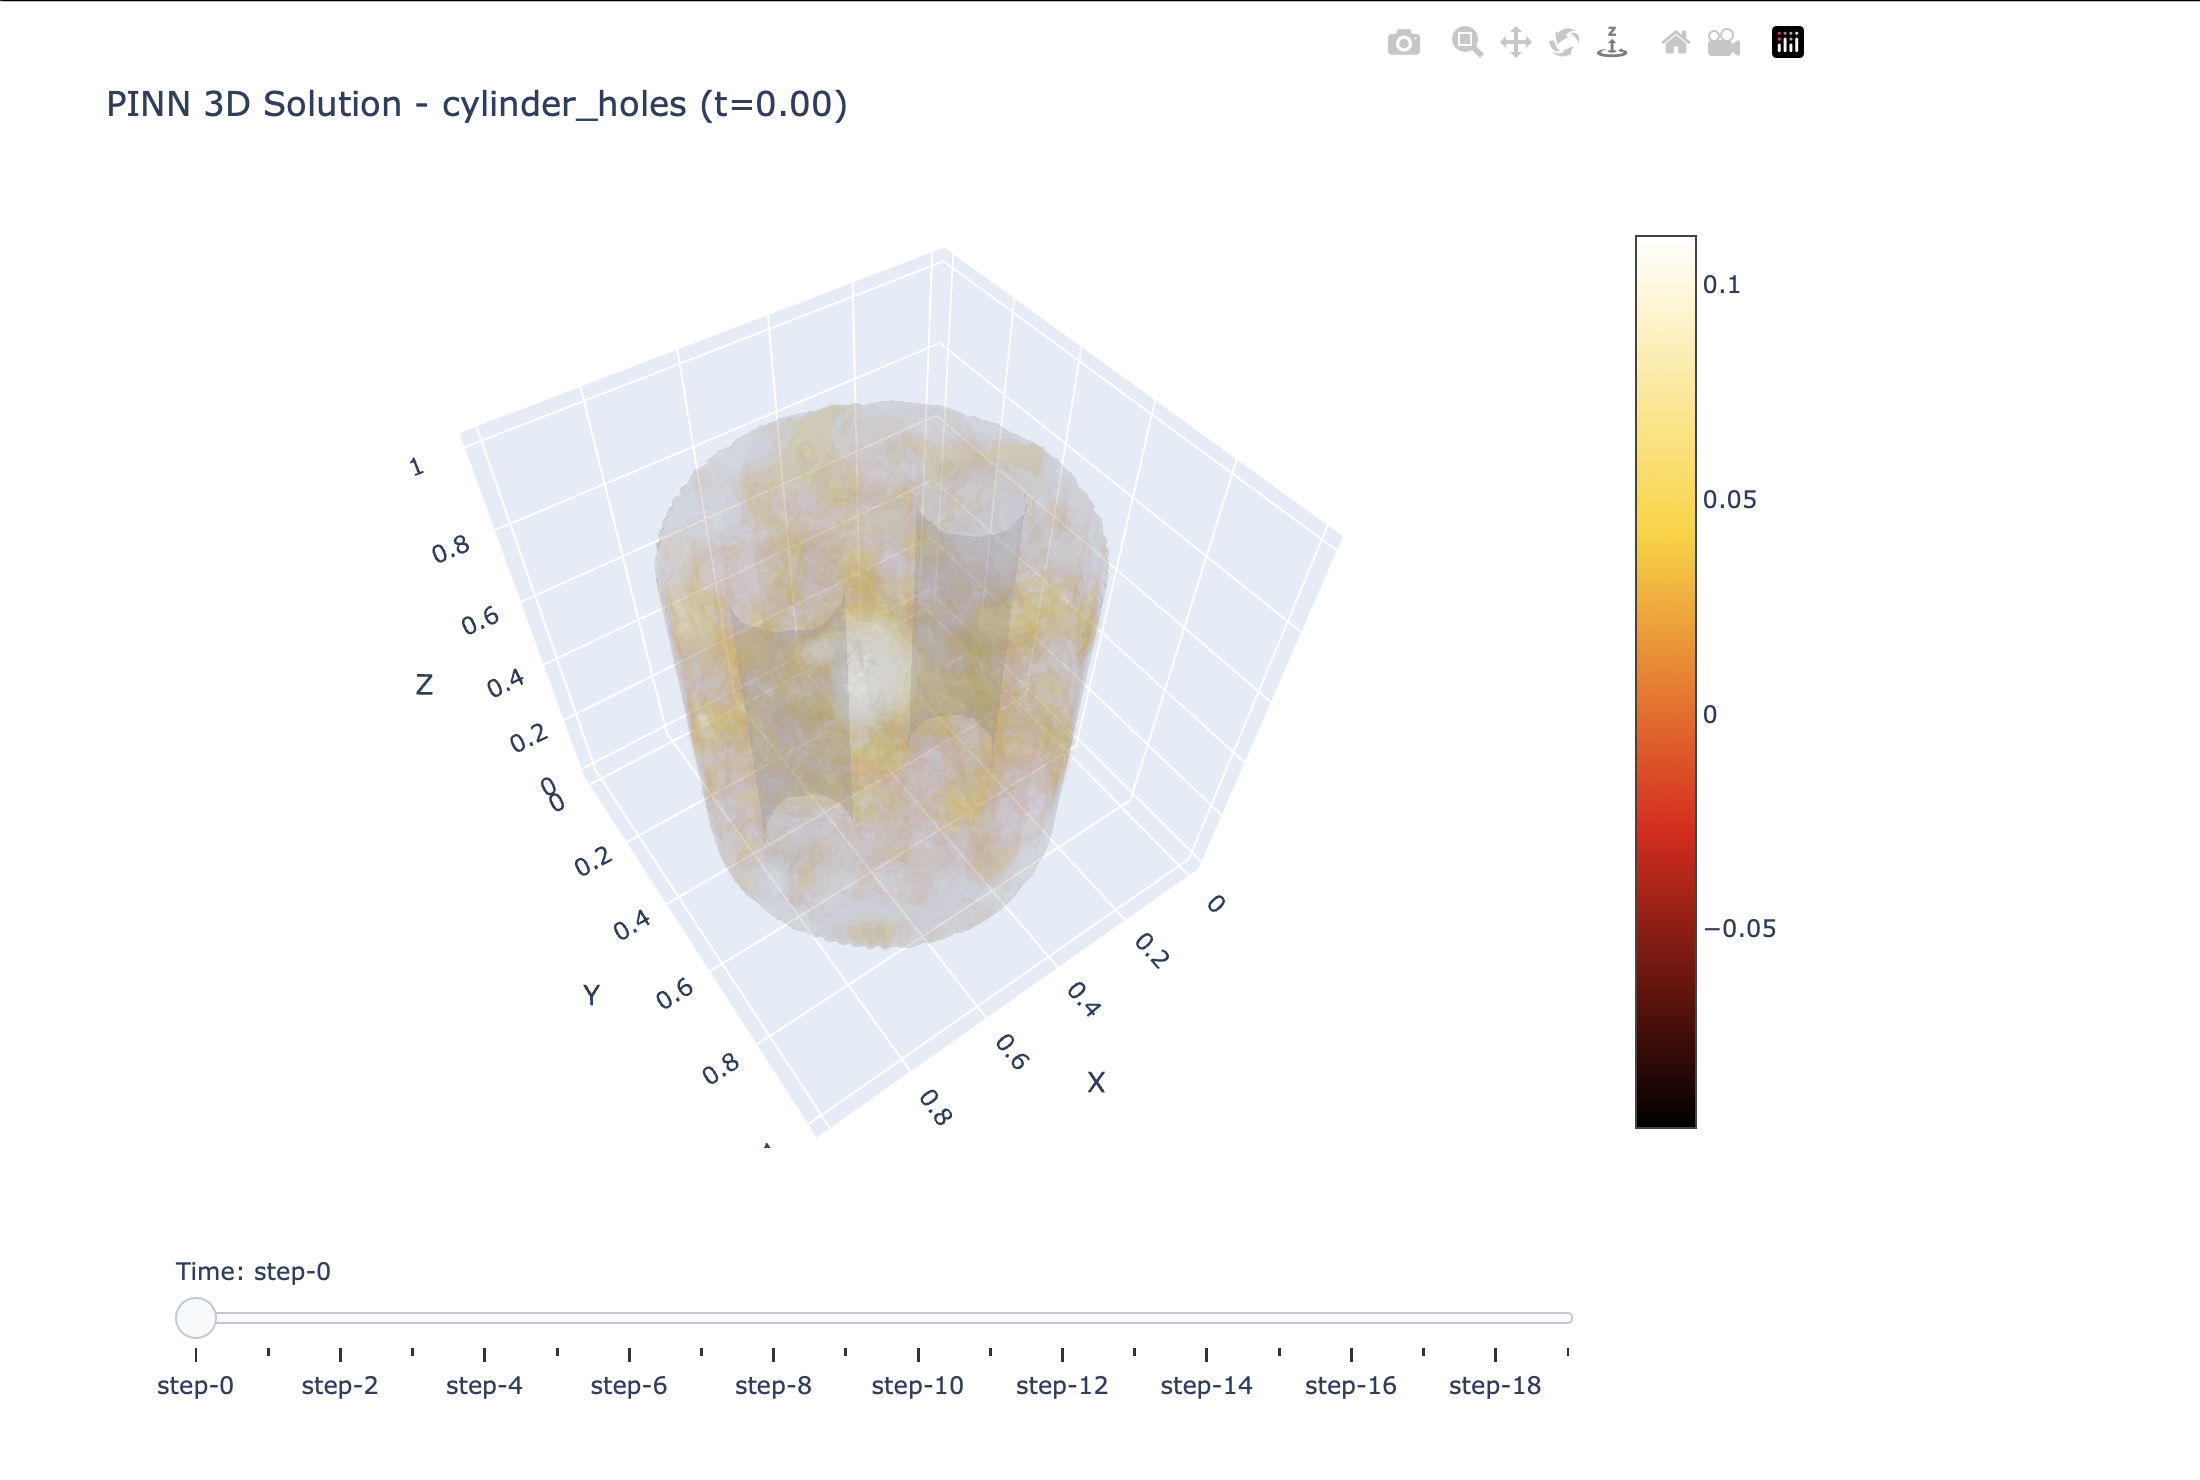 Z
PINN 3D Solution - cylinder_holes (t=0.00)
0.1
0.05
0
−0.05
1
0.8
0.6
0.4
0.2
0
Z
0
0.2
0.4
0.6
0.8
Y
0
0.2
0.4
0.6
0.8
X
Time: step-0
step-0 step-2 step-4 step-6 step-8 step-10 step-12 step-14 step-16 step-18